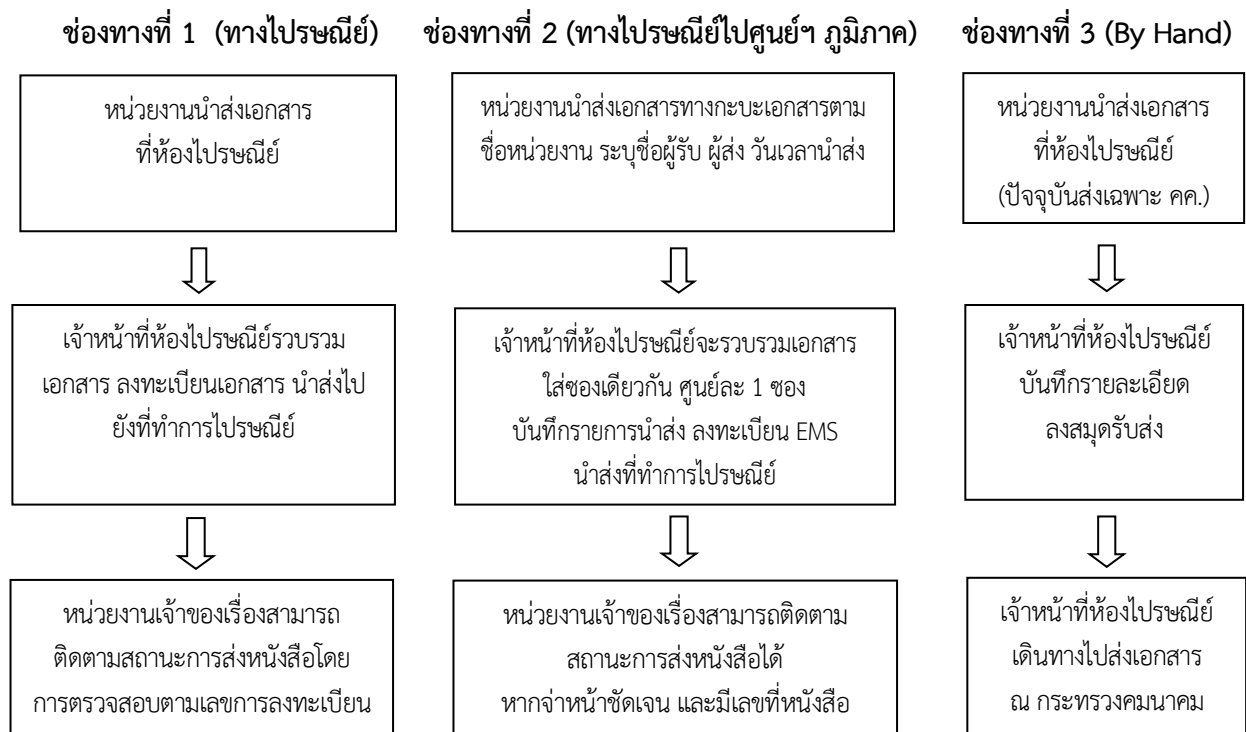 ช่องทางที่ 1 (ทางไปรษณีย์)
หน่วยงานนำส่งเอกสาร
ที่ห้องไปรษณีย์
เจ้าหน้าที่ห้องไปรษณีย์รวบรวม
เอกสาร ลงทะเบียนเอกสาร นำส่งไป
ยังที่ทำการไปรษณีย์
หน่วยงานเจ้าของเรื่องสามารถ
ติดตามสถานะการส่งหนังสือโดย
การตรวจสอบตามเลขการลงทะเบียน
ช่องทางที่ 2 (ทางไปรษณีย์ไปศูนย์ฯ ภูมิภาค)
หน่วยงานนำส่งเอกสารทางกะบะเอกสารตาม
ชื่อหน่วยงาน ระบุชื่อผู้รับ ผู้ส่ง วันเวลานำส่ง
เจ้าหน้าที่ห้องไปรษณีย์จะรวบรวมเอกสาร
ใส่ซองเดียวกัน ศูนย์ละ 1 ซอง
บันทึกรายการนำส่ง ลงทะเบียน EMS
นำส่งที่ทำการไปรษณีย์
หน่วยงานเจ้าของเรื่องสามารถติดตาม
สถานะการส่งหนังสือได้
หากจ่าหน้าชัดเจน และมีเลขที่หนังสือ
ช่องทางที่ 3 (By Hand)
หน่วยงานนำส่งเอกสาร
ที่ห้องไปรษณีย์
(ปัจจุบันส่งเฉพาะ คค.)
เจ้าหน้าที่ห้องไปรษณีย์
บันทึกรายละเอียด
ลงสมุดรับส่ง
เจ้าหน้าที่ห้องไปรษณีย์
เดินทางไปส่งเอกสาร
ณ กระทรวงคมนาคม